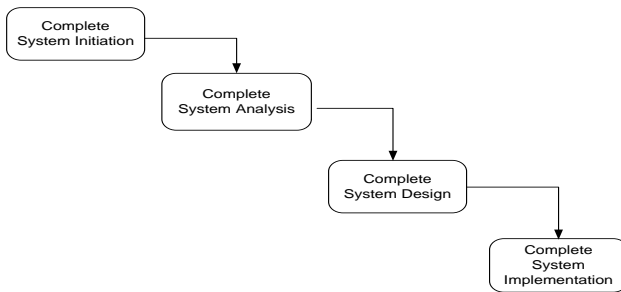 Complete
System Initiation
Complete
System Analysis
Complete
System Design
Complete
System
Implementation